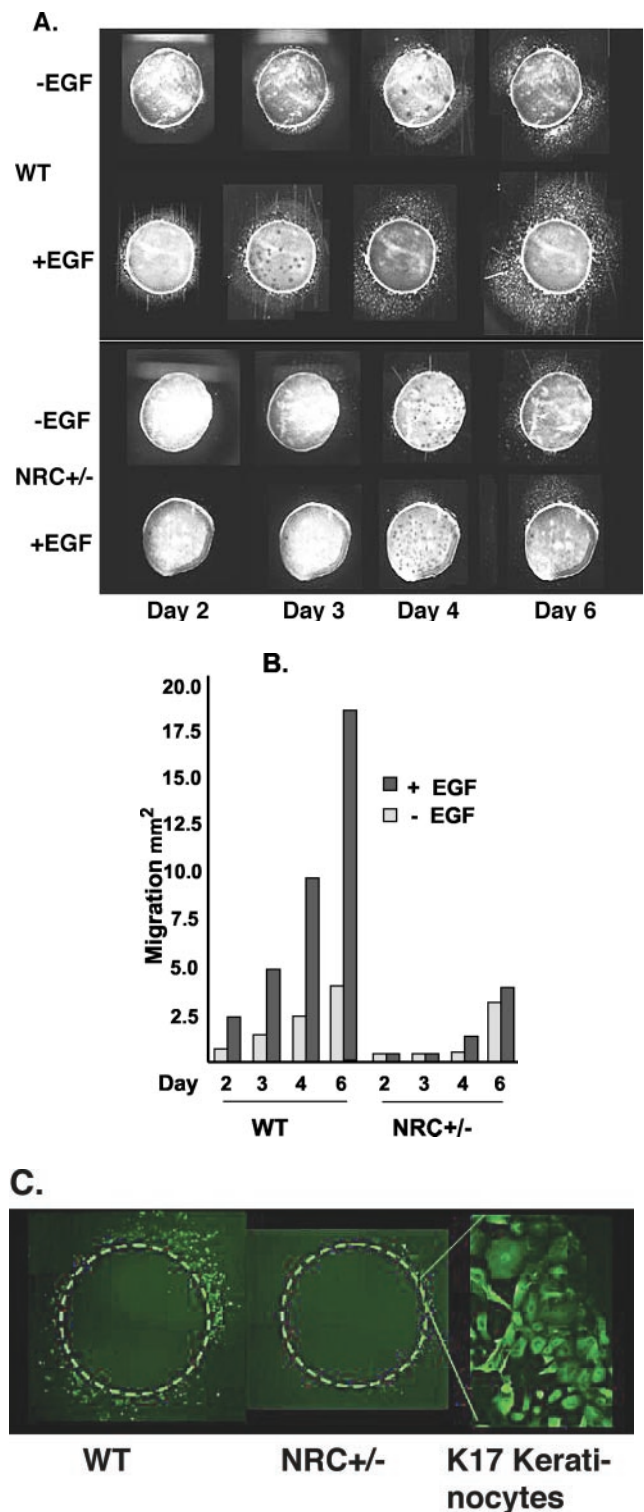 A.
-EGF
WT
+EGF
-EGF
NRC+/-
+EGF
Day 2 Day 3 Day 4 Day 6
B.
20.0
17.5
15.0
12.5
10.0
7.5
5.0
2.5
Migration mm²
+ EGF
- EGF
Day 2 3 4 6 2 3 4 6
WT NRC+/-
C.
WT NRC+/- K17 Kerati-
nocytes